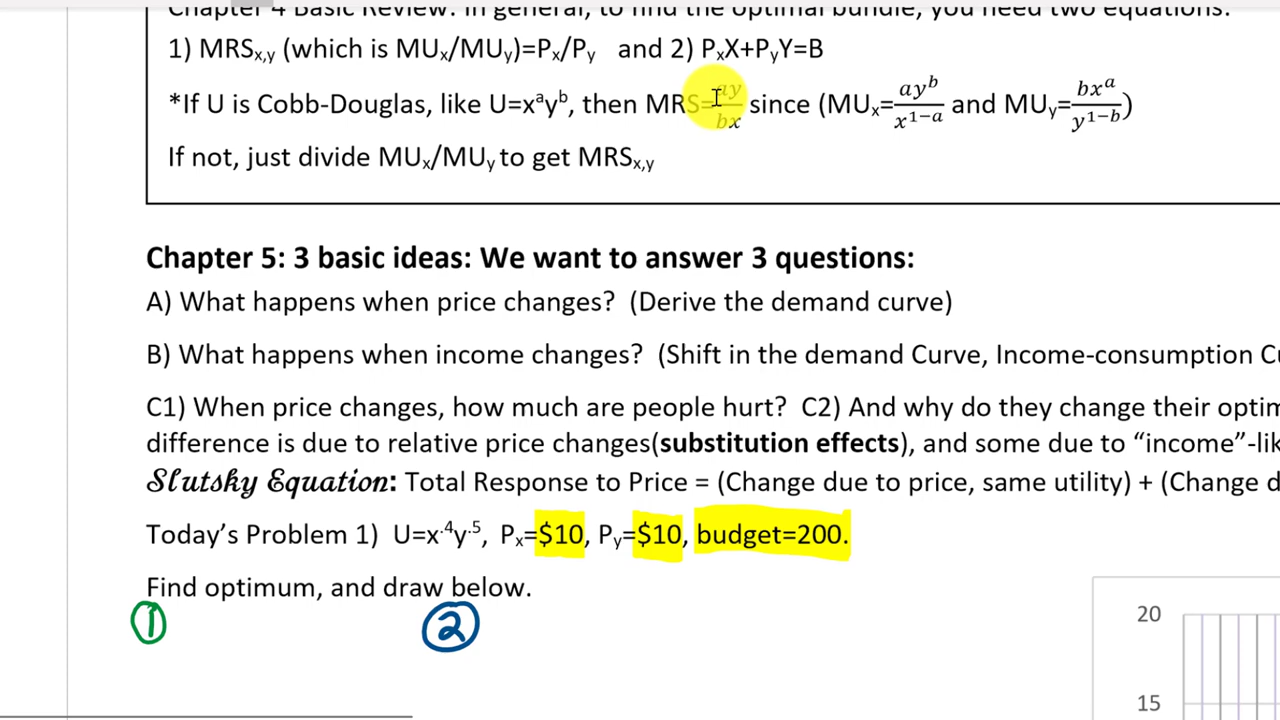 Chapter 4 Basic Review: In general, to find the optimal bundle, you need two equations.
1) MRSx,y (which is MUx/MUy)=Px/Py and 2) PxX+PyY=B
*If U is Cobb-Douglas, like U=xᵃyᵇ, then MRS=ay/bx since (MUx=ayᵇ/x¹⁻ᵃ and MUy=bxᵃ/y¹⁻ᵇ)
If not, just divide MUx/MUy to get MRSx,y
Chapter 5: 3 basic ideas: We want to answer 3 questions:
A) What happens when price changes? (Derive the demand curve)
B) What happens when income changes? (Shift in the demand Curve, Income-consumption
C1) When price changes, how much are people hurt? C2) And why do they change their
difference is due to relative price changes(substitution effects), and some due to “income”
Slutsky Equation: Total Response to Price = (Change due to price, same utility) + (Change
Today’s Problem 1) U=x·⁴y·⁵, Px=$10, Py=$10, budget=200.
Find optimum, and draw below.
1 2
20
15